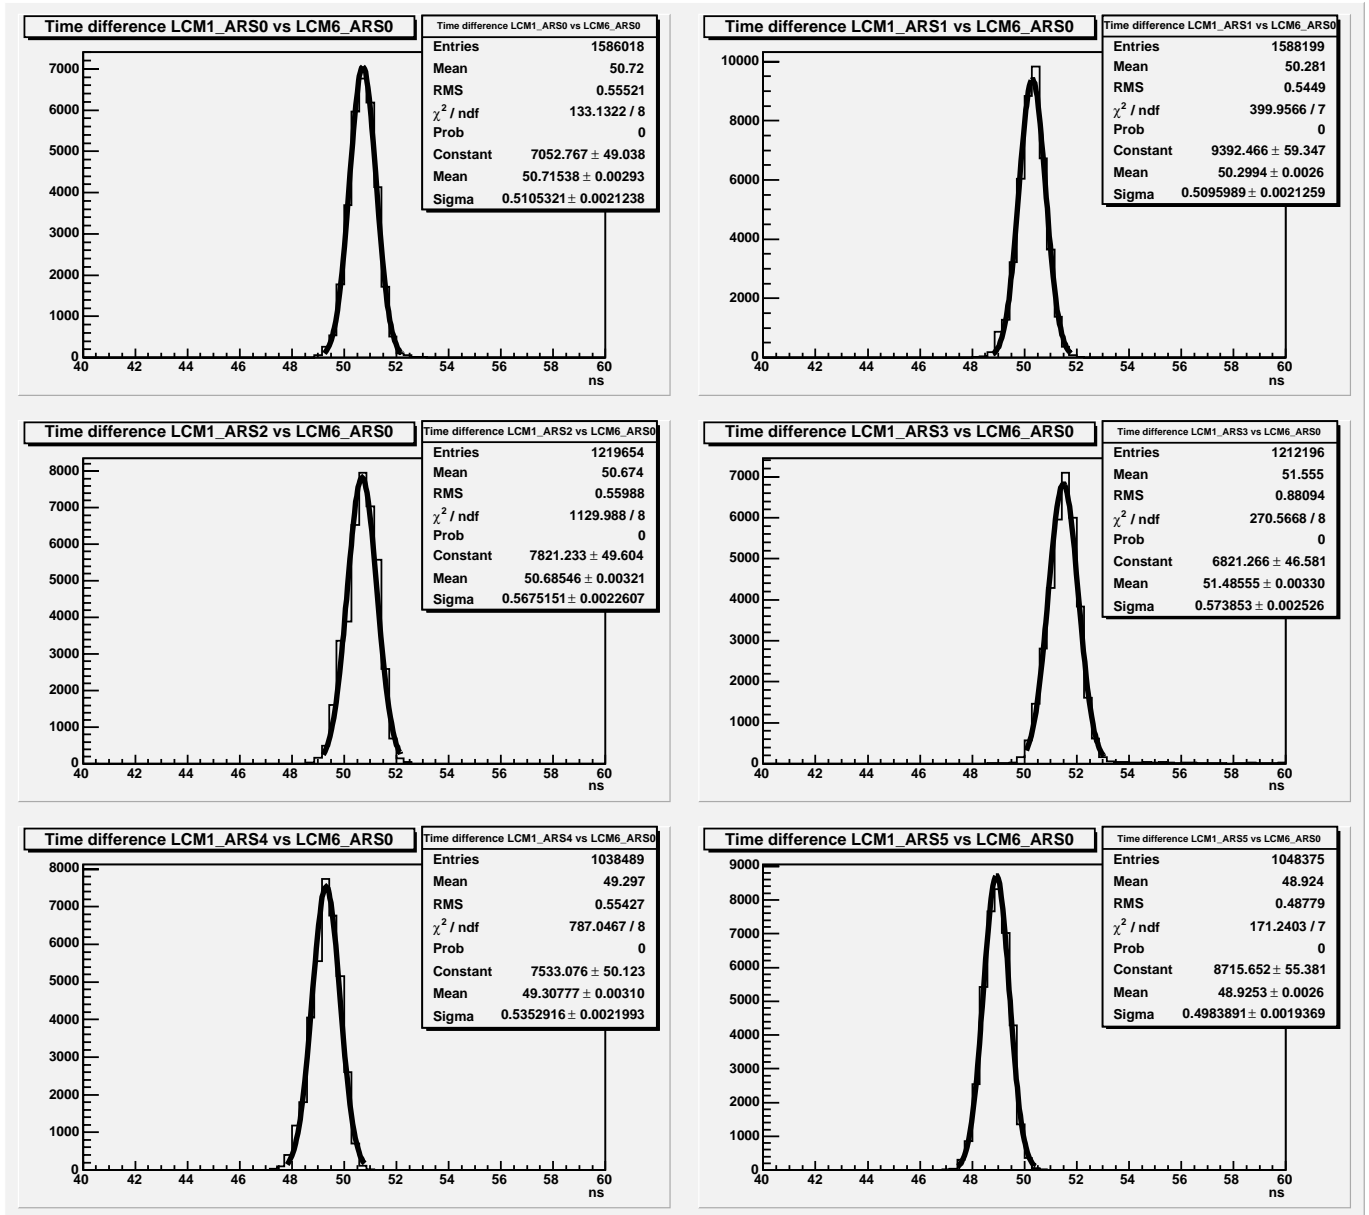 Time difference LCM1_ARS0 vs LCM6_ARS0
Time difference LCM1_ARS0 vs LCM6_ARS0
Entries 1586018
Mean 50.72
RMS 0.55521
χ² / ndf 133.1322 / 8
Prob 0
Constant 7052.767 ± 49.038
Mean 50.71538 ± 0.00293
Sigma 0.5105321 ± 0.0021238
7000
6000
5000
4000
3000
2000
1000
0
40 42 44 46 48 50 52 54 56 58 60
ns
Time difference LCM1_ARS1 vs LCM6_ARS0
Time difference LCM1_ARS1 vs LCM6_ARS0
Entries 1588199
Mean 50.281
RMS 0.5449
χ² / ndf 399.9566 / 7
Prob 0
Constant 9392.466 ± 59.347
Mean 50.2994 ± 0.0026
Sigma 0.5095989 ± 0.0021259
10000
8000
6000
4000
2000
0
40 42 44 46 48 50 52 54 56 58 60
ns
Time difference LCM1_ARS2 vs LCM6_ARS0
Time difference LCM1_ARS2 vs LCM6_ARS0
Entries 1219654
Mean 50.674
RMS 0.55988
χ² / ndf 1129.988 / 8
Prob 0
Constant 7821.233 ± 49.604
Mean 50.68546 ± 0.00321
Sigma 0.5675151 ± 0.0022607
8000
7000
6000
5000
4000
3000
2000
1000
0
40 42 44 46 48 50 52 54 56 58 60
ns
Time difference LCM1_ARS3 vs LCM6_ARS0
Time difference LCM1_ARS3 vs LCM6_ARS0
Entries 1212196
Mean 51.555
RMS 0.88094
χ² / ndf 270.5668 / 8
Prob 0
Constant 6821.266 ± 46.581
Mean 51.48555 ± 0.00330
Sigma 0.573853 ± 0.002526
7000
6000
5000
4000
3000
2000
1000
0
40 42 44 46 48 50 52 54 56 58 60
ns
Time difference LCM1_ARS4 vs LCM6_ARS0
Time difference LCM1_ARS4 vs LCM6_ARS0
Entries 1038489
Mean 49.297
RMS 0.55427
χ² / ndf 787.0467 / 8
Prob 0
Constant 7533.076 ± 50.123
Mean 49.30777 ± 0.00310
Sigma 0.5352916 ± 0.0021993
8000
7000
6000
5000
4000
3000
2000
1000
0
40 42 44 46 48 50 52 54 56 58 60
ns
Time difference LCM1_ARS5 vs LCM6_ARS0
Time difference LCM1_ARS5 vs LCM6_ARS0
Entries 1048375
Mean 48.924
RMS 0.48779
χ² / ndf 171.2403 / 7
Prob 0
Constant 8715.652 ± 55.381
Mean 48.9253 ± 0.0026
Sigma 0.4983891 ± 0.0019369
9000
8000
7000
6000
5000
4000
3000
2000
1000
0
40 42 44 46 48 50 52 54 56 58 60
ns